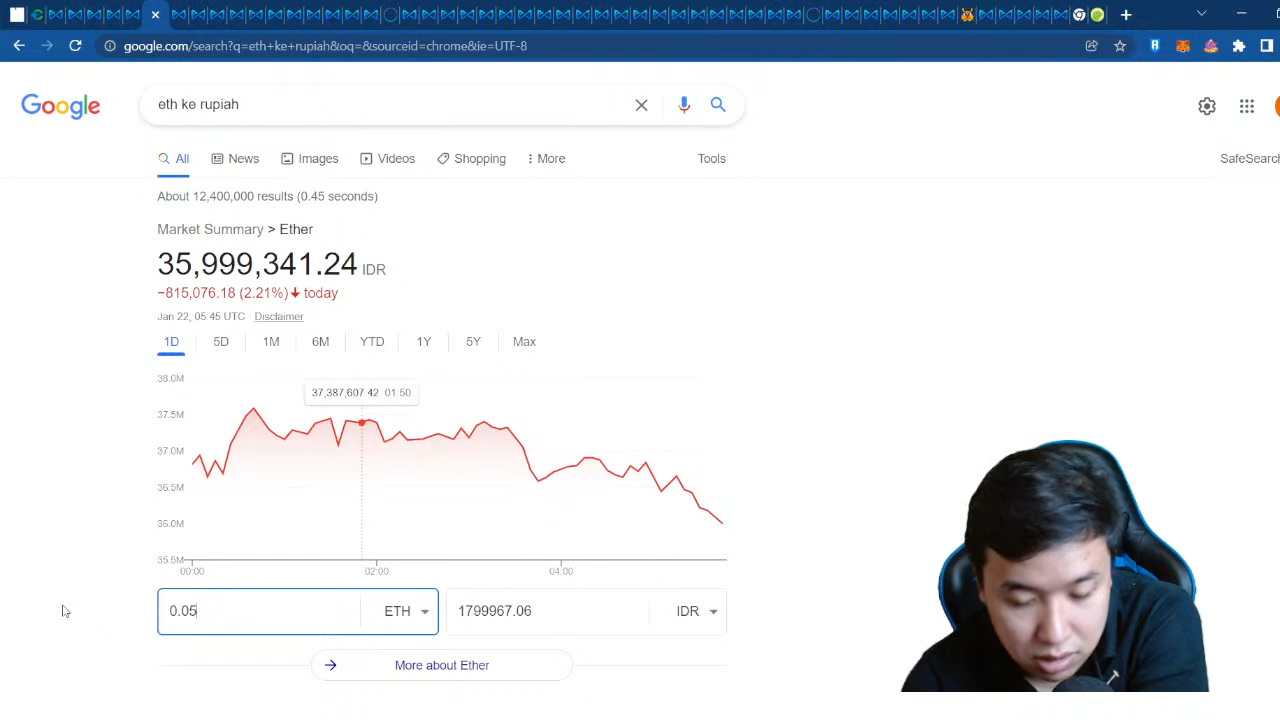 google.com/search?q=eth+ke+rupiah&oq=&sourceid=chrome&ie=UTF-8
Google
eth ke rupiah
All
News
Images
Videos
Shopping
More
Tools
SafeSearch
About 12,400,000 results (0.45 seconds)
Market Summary > Ether
35,999,341.24 IDR
−815,076.18 (2.21%) today
Jan 22, 05:45 UTC · Disclaimer
1D
5D
1M
6M
YTD
1Y
5Y
Max
38.0M
37,387,607.42 01:50
37.5M
37.0M
36.5M
36.0M
35.5M
00:00
02:00
04:00
0.05
ETH
1799967.06
IDR
More about Ether